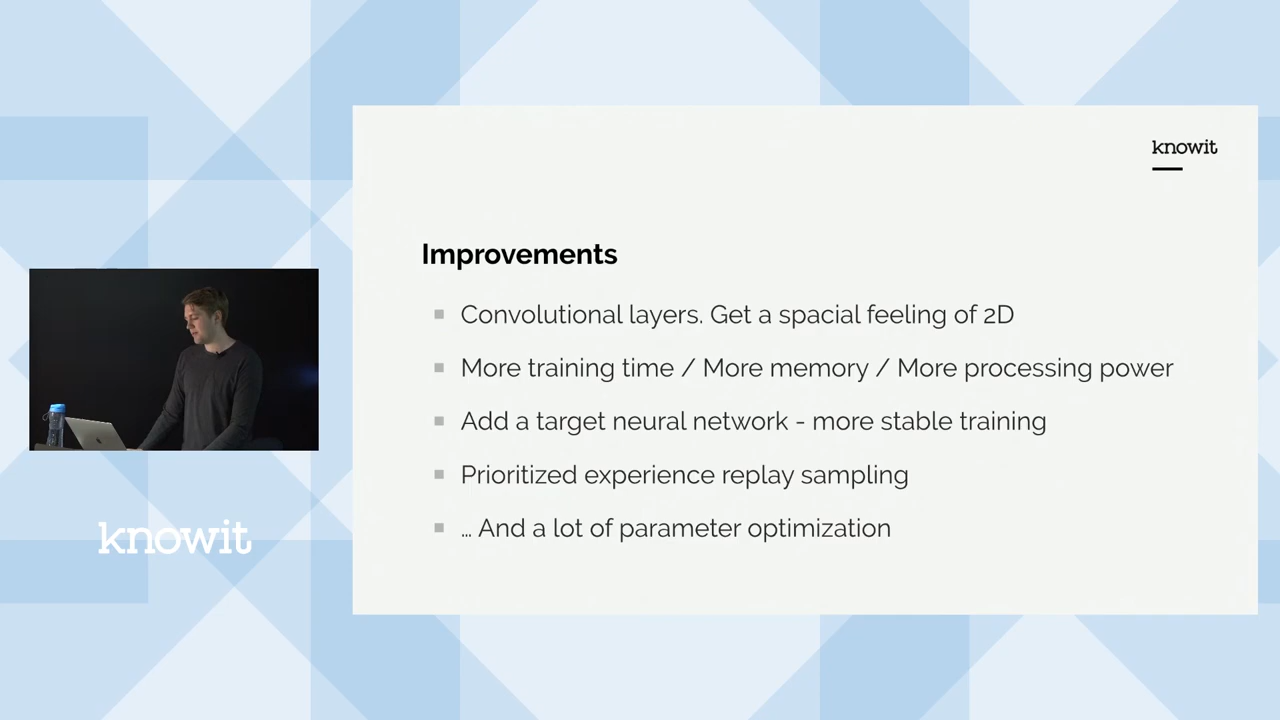 knowit
Improvements
Convolutional layers. Get a spacial feeling of 2D
More training time / More memory / More processing power
Add a target neural network - more stable training
Prioritized experience replay sampling
... And a lot of parameter optimization
knowit